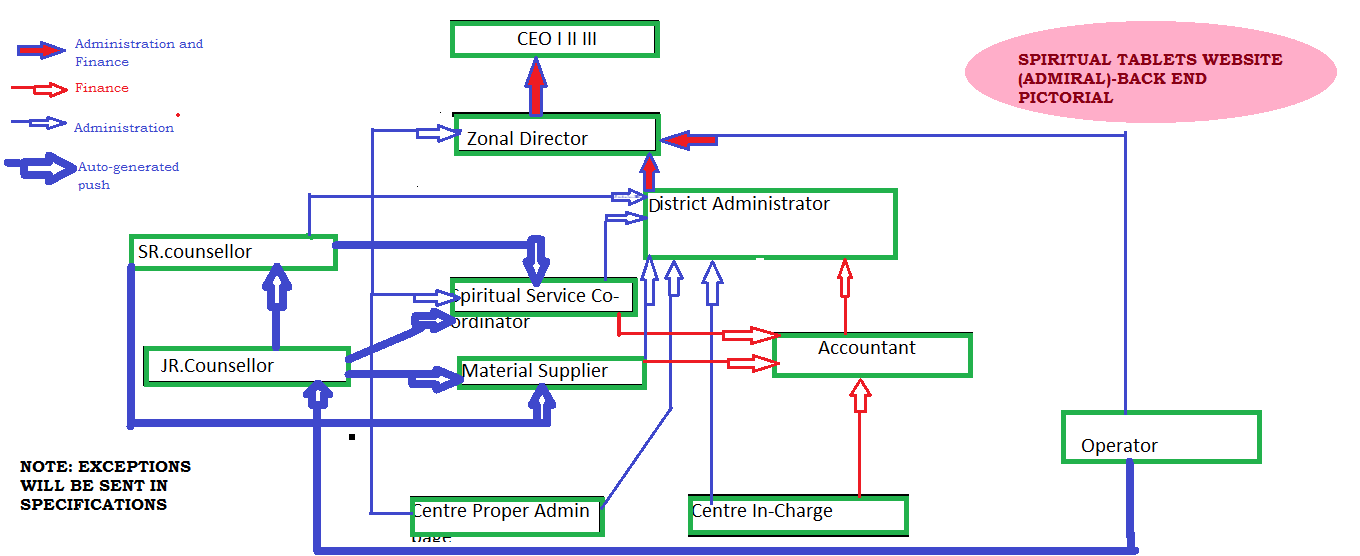 CEO I II III
Administration and
Finance
Finance
Administration
Auto-generated
push
SPIRITUAL TABLETS WEBSITE
(ADMIRAL)-BACK END
PICTORIAL
Zonal Director
District Administrator
SR.counsellor
Spiritual Service Co-
ordinator
Accountant
JR.Counsellor
Material Supplier
Operator
NOTE: EXCEPTIONS
WILL BE SENT IN
SPECIFICATIONS
Centre Proper Admin
page
Centre In-Charge